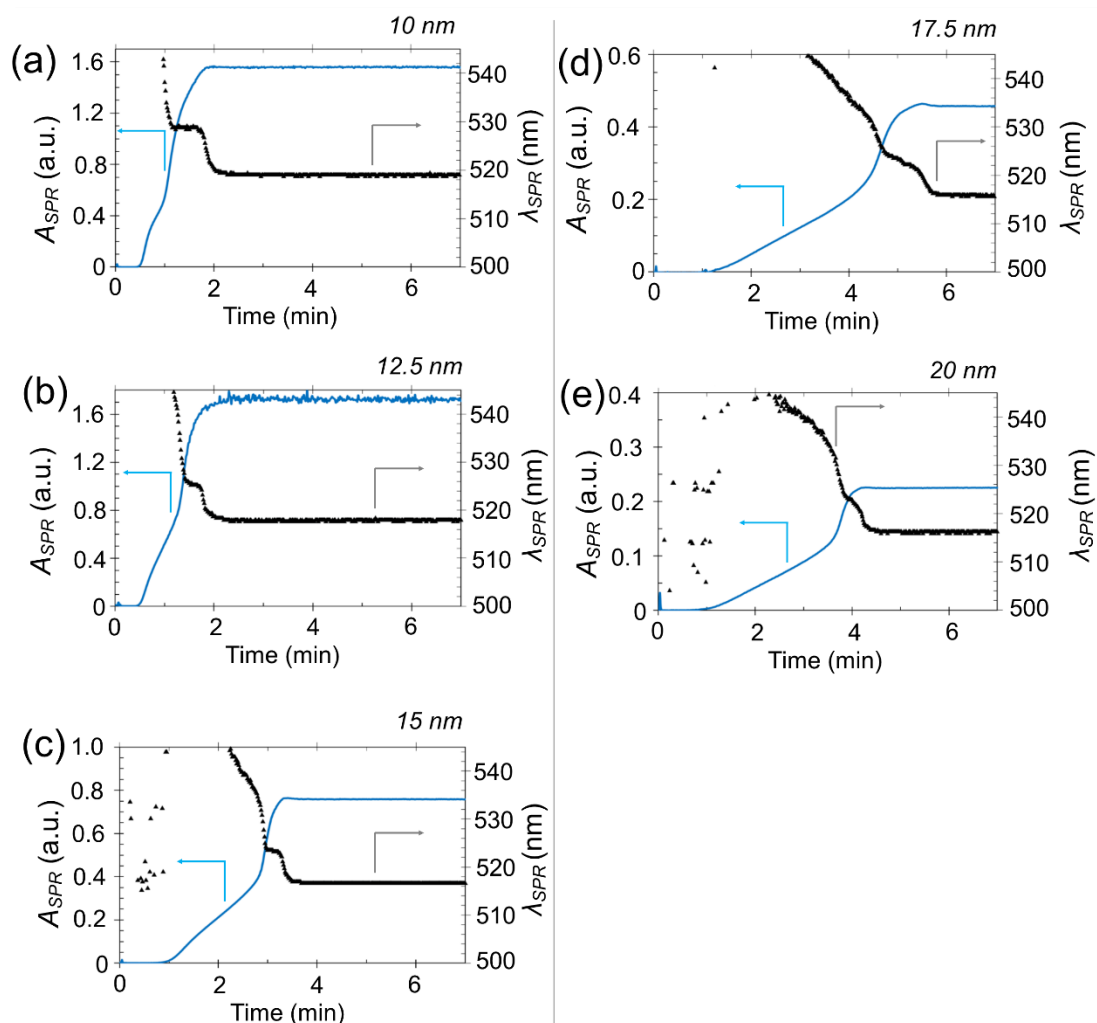 10 nm
(a)
1.6
1.2
0.8
0.4
0
A_SPR (a.u.)
540
530
520
510
500
λ_SPR (nm)
0 2 4 6
Time (min)
12.5 nm
(b)
1.6
1.2
0.8
0.4
0
A_SPR (a.u.)
540
530
520
510
500
λ_SPR (nm)
0 2 4 6
Time (min)
15 nm
(c)
1.0
0.8
0.6
0.4
0.2
0
A_SPR (a.u.)
540
530
520
510
500
λ_SPR (nm)
0 2 4 6
Time (min)
17.5 nm
(d)
0.6
0.4
0.2
0
A_SPR (a.u.)
540
530
520
510
500
λ_SPR (nm)
0 2 4 6
Time (min)
20 nm
(e)
0.4
0.3
0.2
0.1
0
A_SPR (a.u.)
540
530
520
510
500
λ_SPR (nm)
0 2 4 6
Time (min)